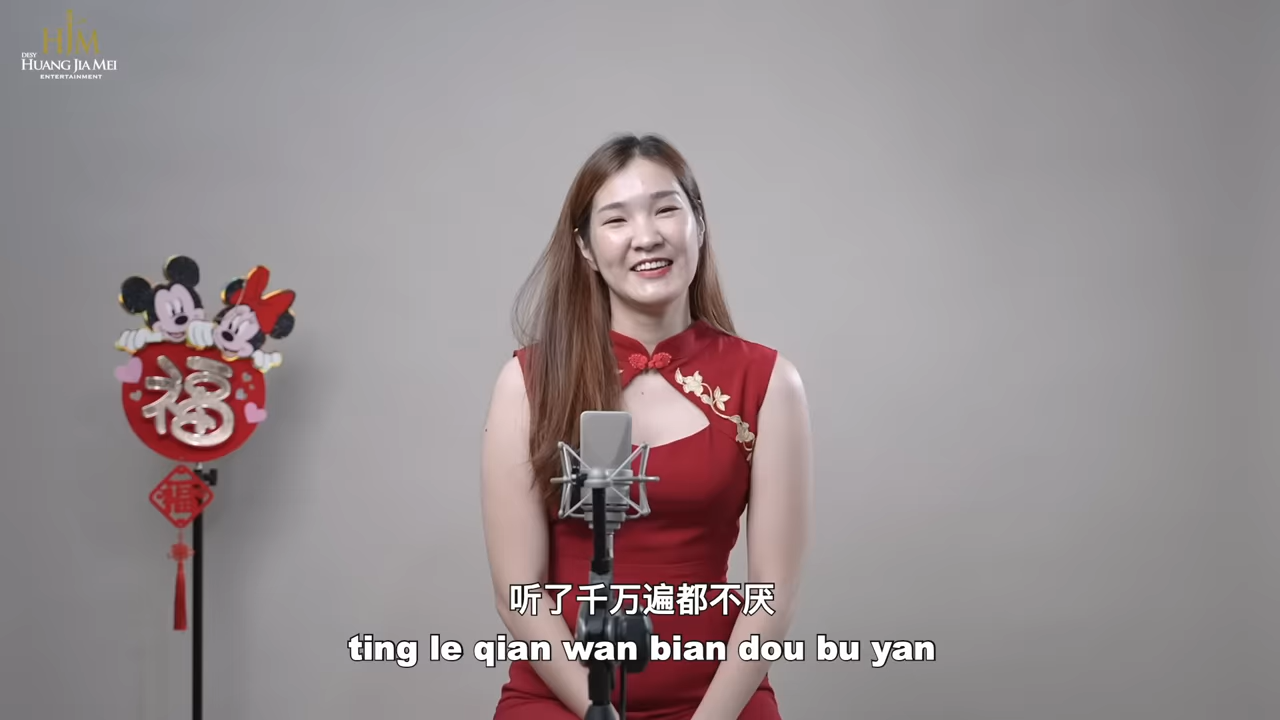 HJM
DESY
HUANG JIA MEI
ENTERTAINMENT
福
福
听了千万遍都不厌
ting le qian wan bian dou bu yan